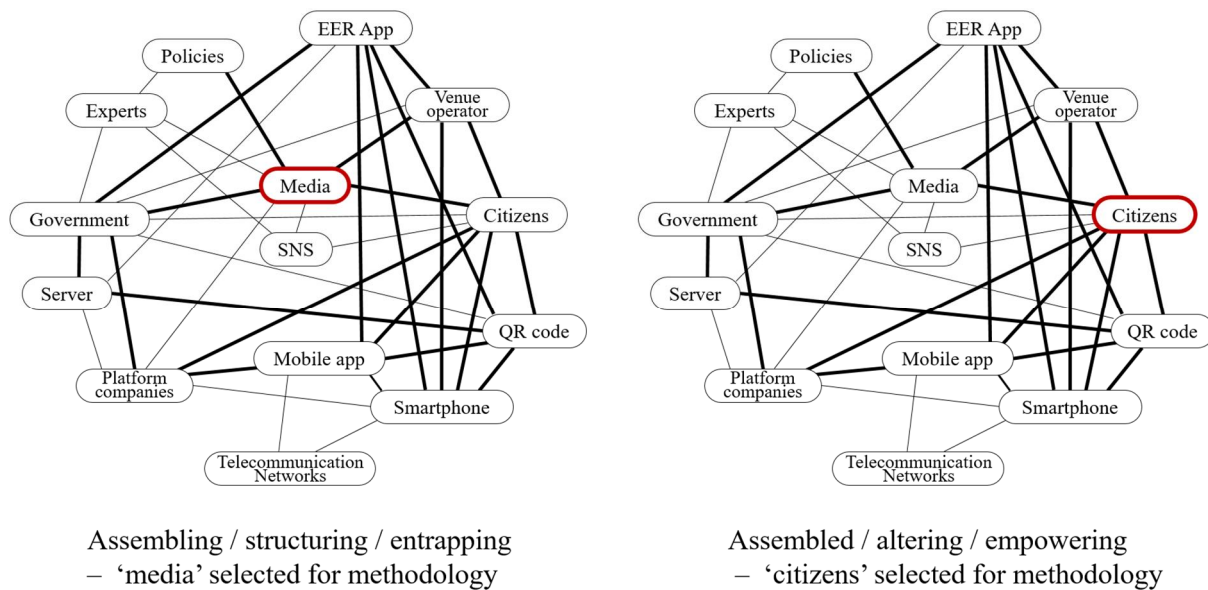 EER App
Policies
Experts
Venue
operator
Media
Government
Citizens
SNS
Server
QR code
Mobile app
Platform
companies
Smartphone
Telecommunication
Networks
Assembling / structuring / entrapping
– ‘media’ selected for methodology
EER App
Policies
Experts
Venue
operator
Media
Government
Citizens
SNS
Server
QR code
Mobile app
Platform
companies
Smartphone
Telecommunication
Networks
Assembled / altering / empowering
– ‘citizens’ selected for methodology